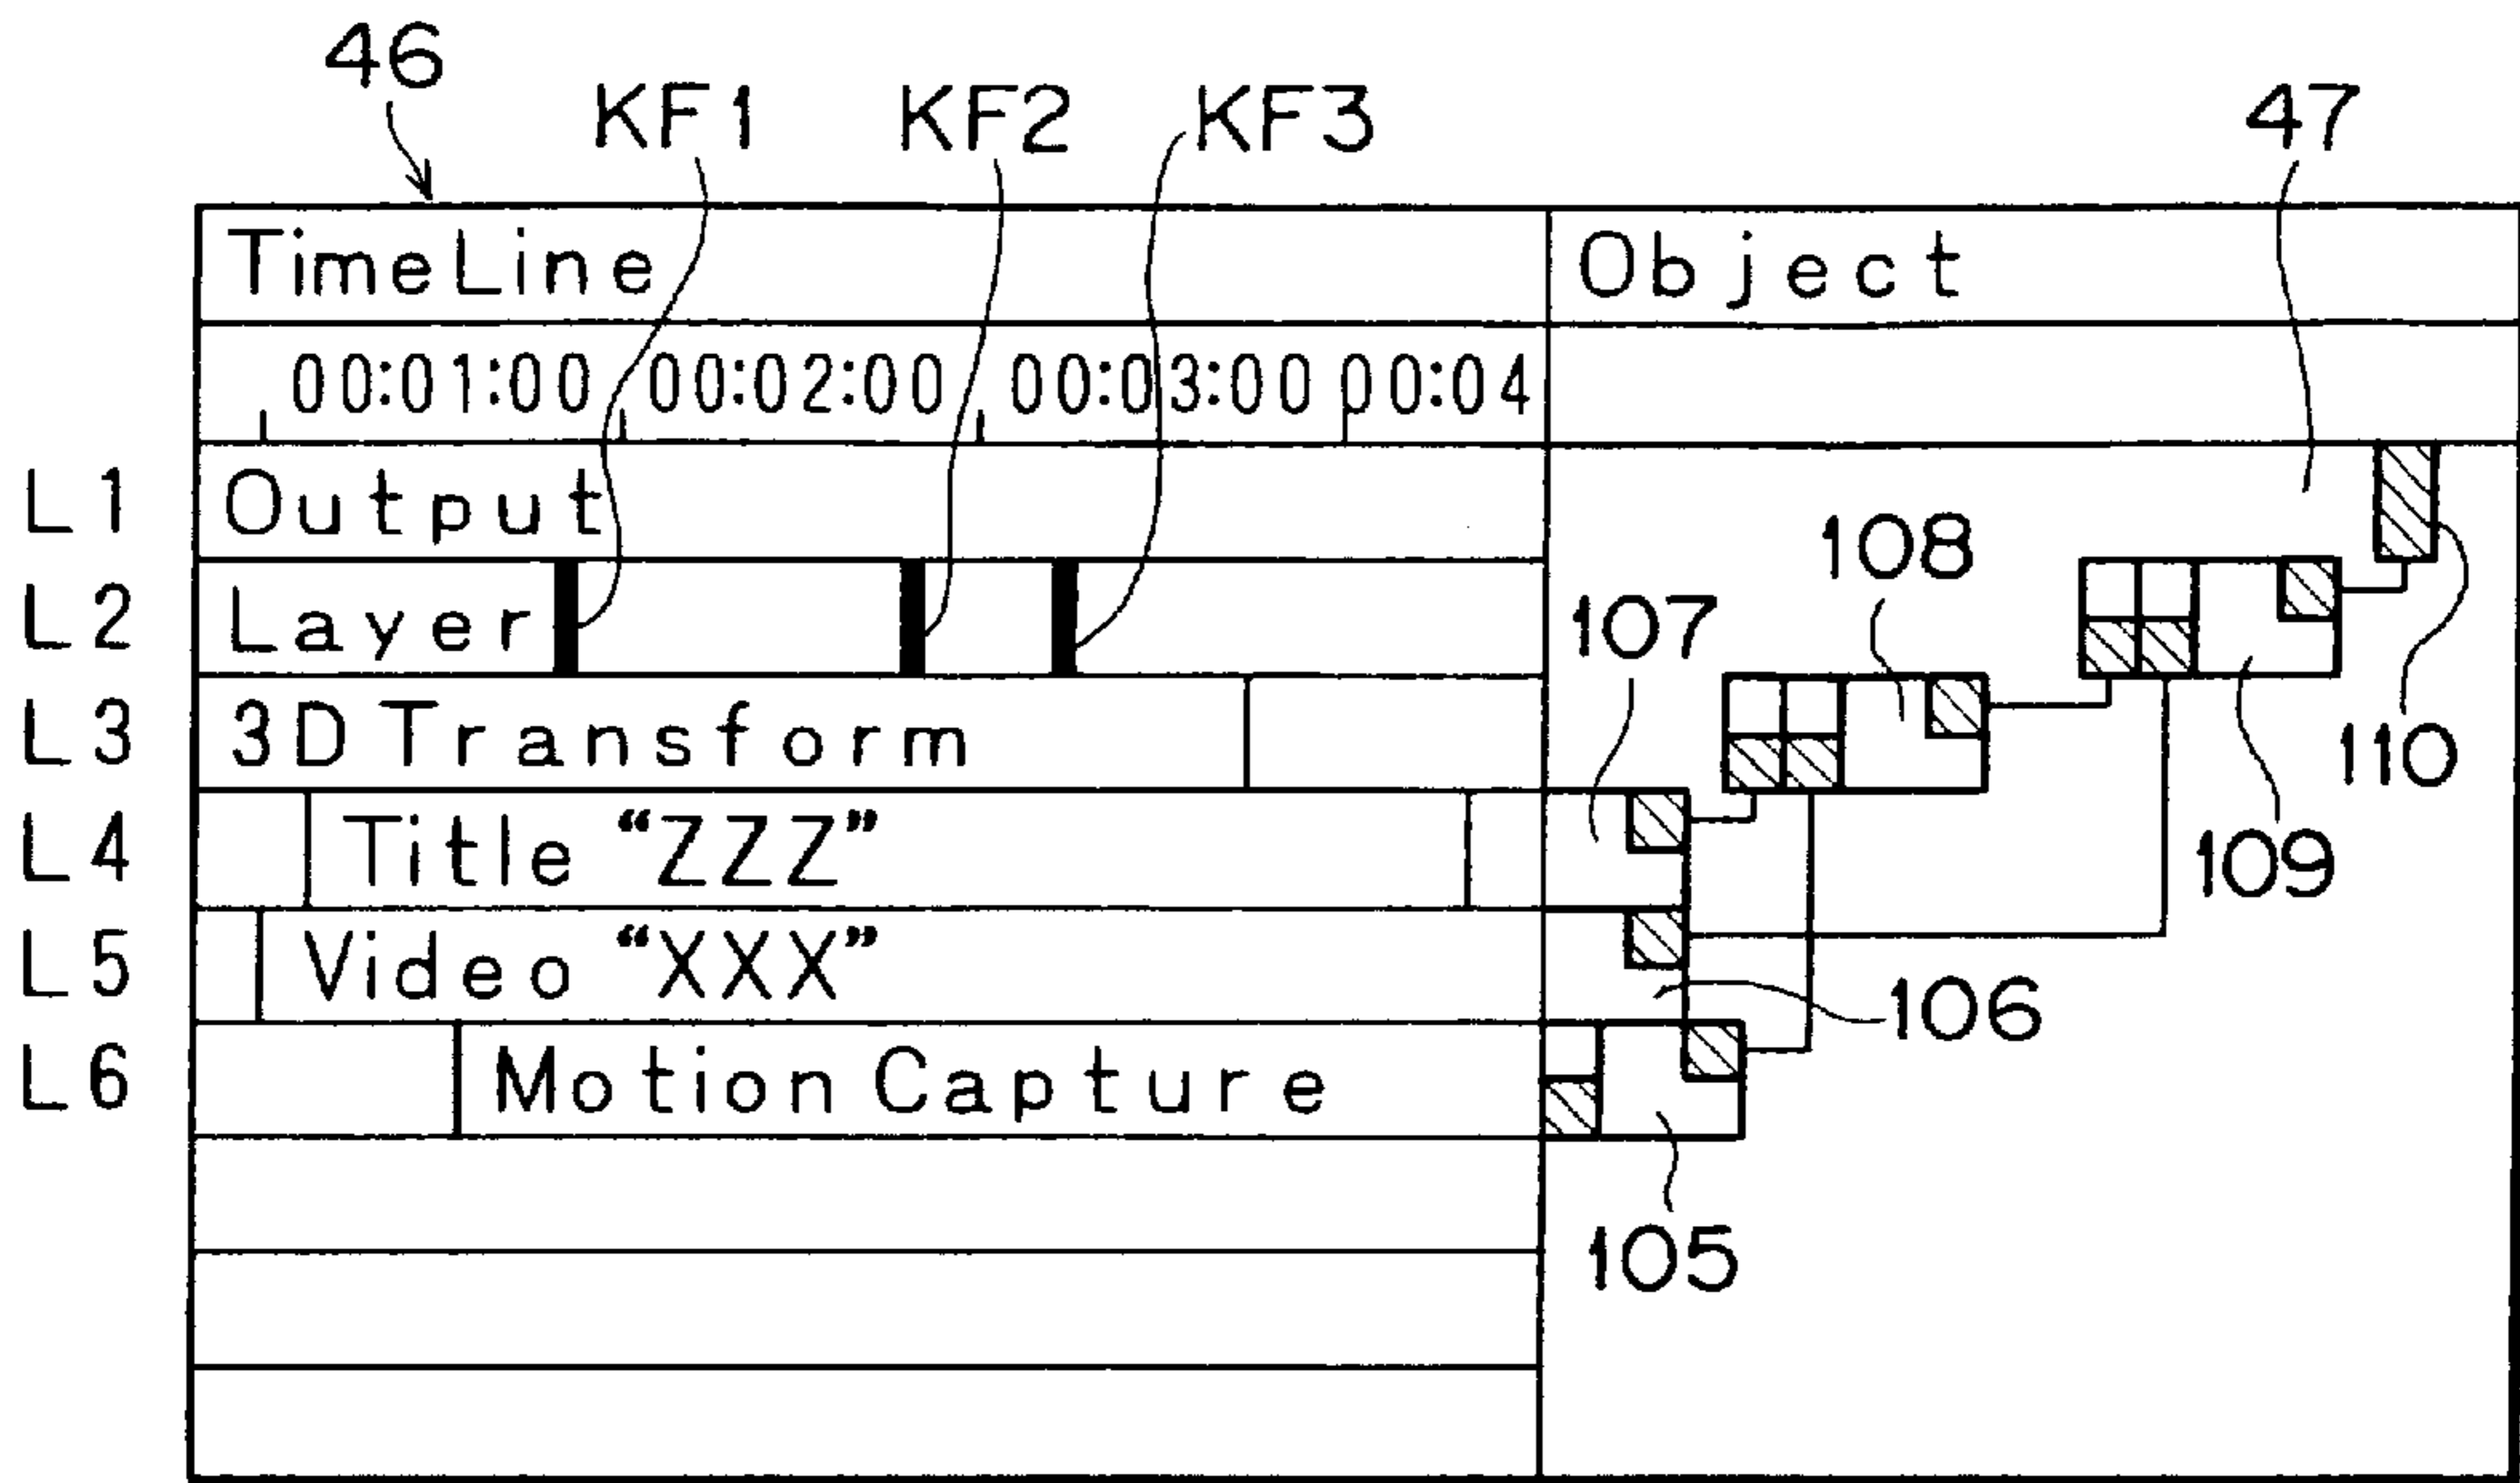 46
KF1 KF2 KF3 47
TimeLine Object
00:01:00 00:02:00 00:03:00 00:04
L1 Output
108
L2 Layer
107
L3 3D Transform
110
L4 Title “ZZZ”
109
L5 Video “XXX”
106
L6 Motion Capture
105